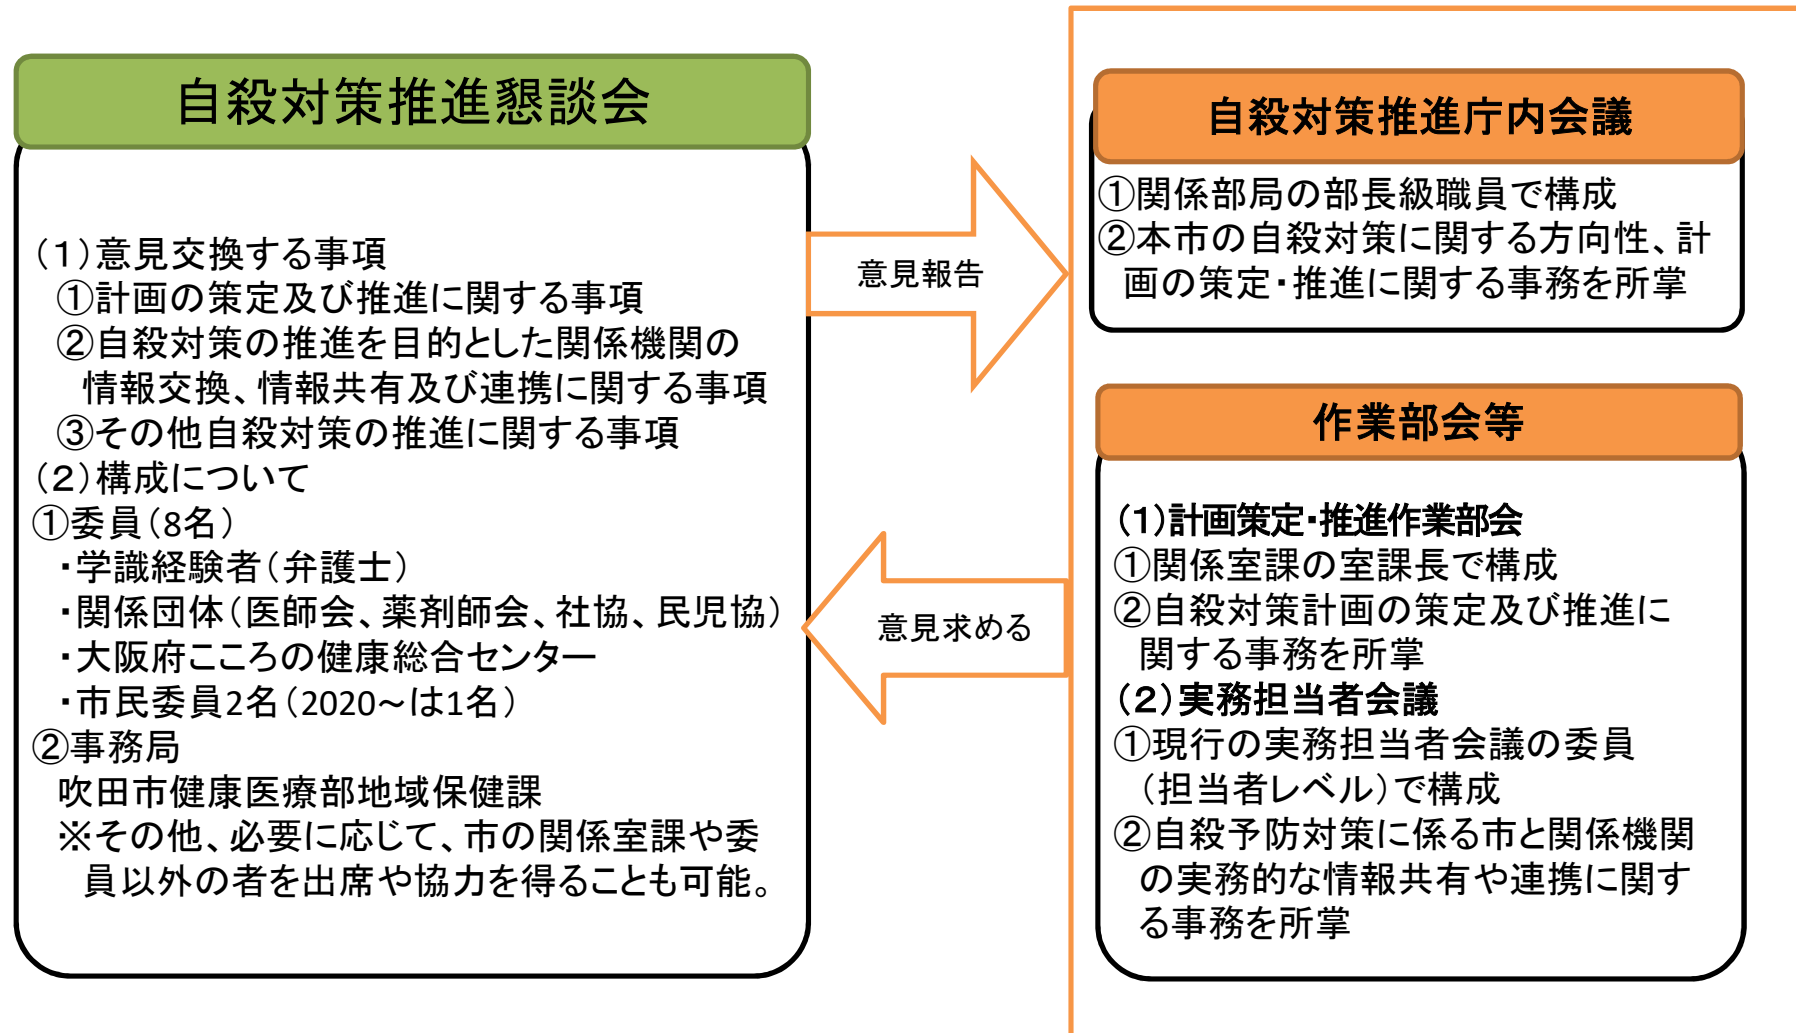 自殺対策推進懇談会
(1)意見交換する事項
①計画の策定及び推進に関する事項
②自殺対策の推進を目的とした関係機関の
情報交換、情報共有及び連携に関する事項
③その他自殺対策の推進に関する事項
(2)構成について
①委員(8名)
・学識経験者(弁護士)
・関係団体(医師会、薬剤師会、社協、民児協)
・大阪府こころの健康総合センター
・市民委員2名(2020~は1名)
②事務局
吹田市健康医療部地域保健課
※その他、必要に応じて、市の関係室課や委
員以外の者を出席や協力を得ることも可能。
意見報告
意見求める
自殺対策推進庁内会議
①関係部局の部長級職員で構成
②本市の自殺対策に関する方向性、計
画の策定・推進に関する事務を所掌
作業部会等
(1)計画策定・推進作業部会
①関係室課の室課長で構成
②自殺対策計画の策定及び推進に
関する事務を所掌
(2)実務担当者会議
①現行の実務担当者会議の委員
(担当者レベル)で構成
②自殺予防対策に係る市と関係機関
の実務的な情報共有や連携に関す
る事務を所掌